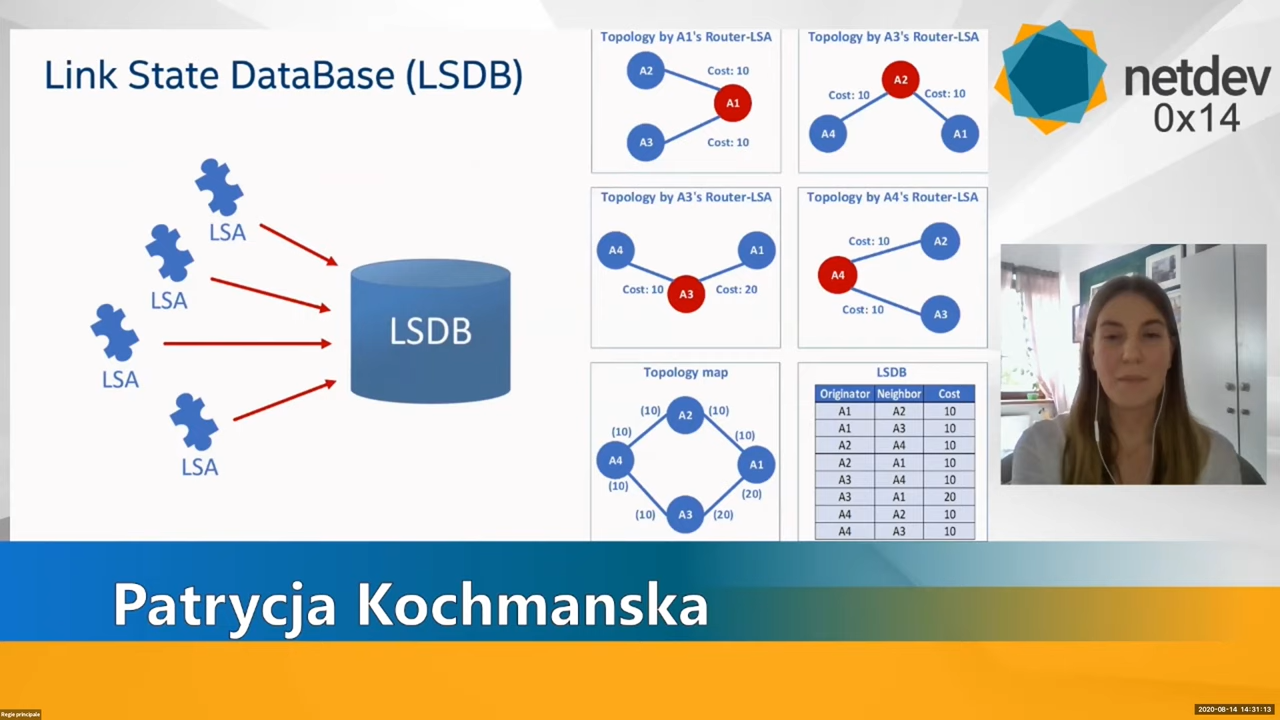 Link State DataBase (LSDB)
LSA
LSA
LSA
LSA
LSDB
Topology by A1's Router-LSA
A2
Cost: 10
A1
A3
Cost: 10
Topology by A3's Router-LSA
A2
Cost: 10
Cost: 10
A4
A1
Topology by A3's Router-LSA
A4
A1
Cost: 10
A3
Cost: 20
Topology by A4's Router-LSA
Cost: 10
A2
A4
Cost: 10
A3
Topology map
(10)
A2
(10)
(10)
(10)
A4
A1
(10)
(20)
(10)
A3
(20)
LSDB
Originator Neighbor Cost
A1 A2 10
A1 A3 10
A2 A4 10
A2 A1 10
A3 A4 10
A3 A1 20
A4 A2 10
A4 A3 10
netdev
0x14
Patrycja Kochmanska
Regie principale
2020-08-14 14:31:13